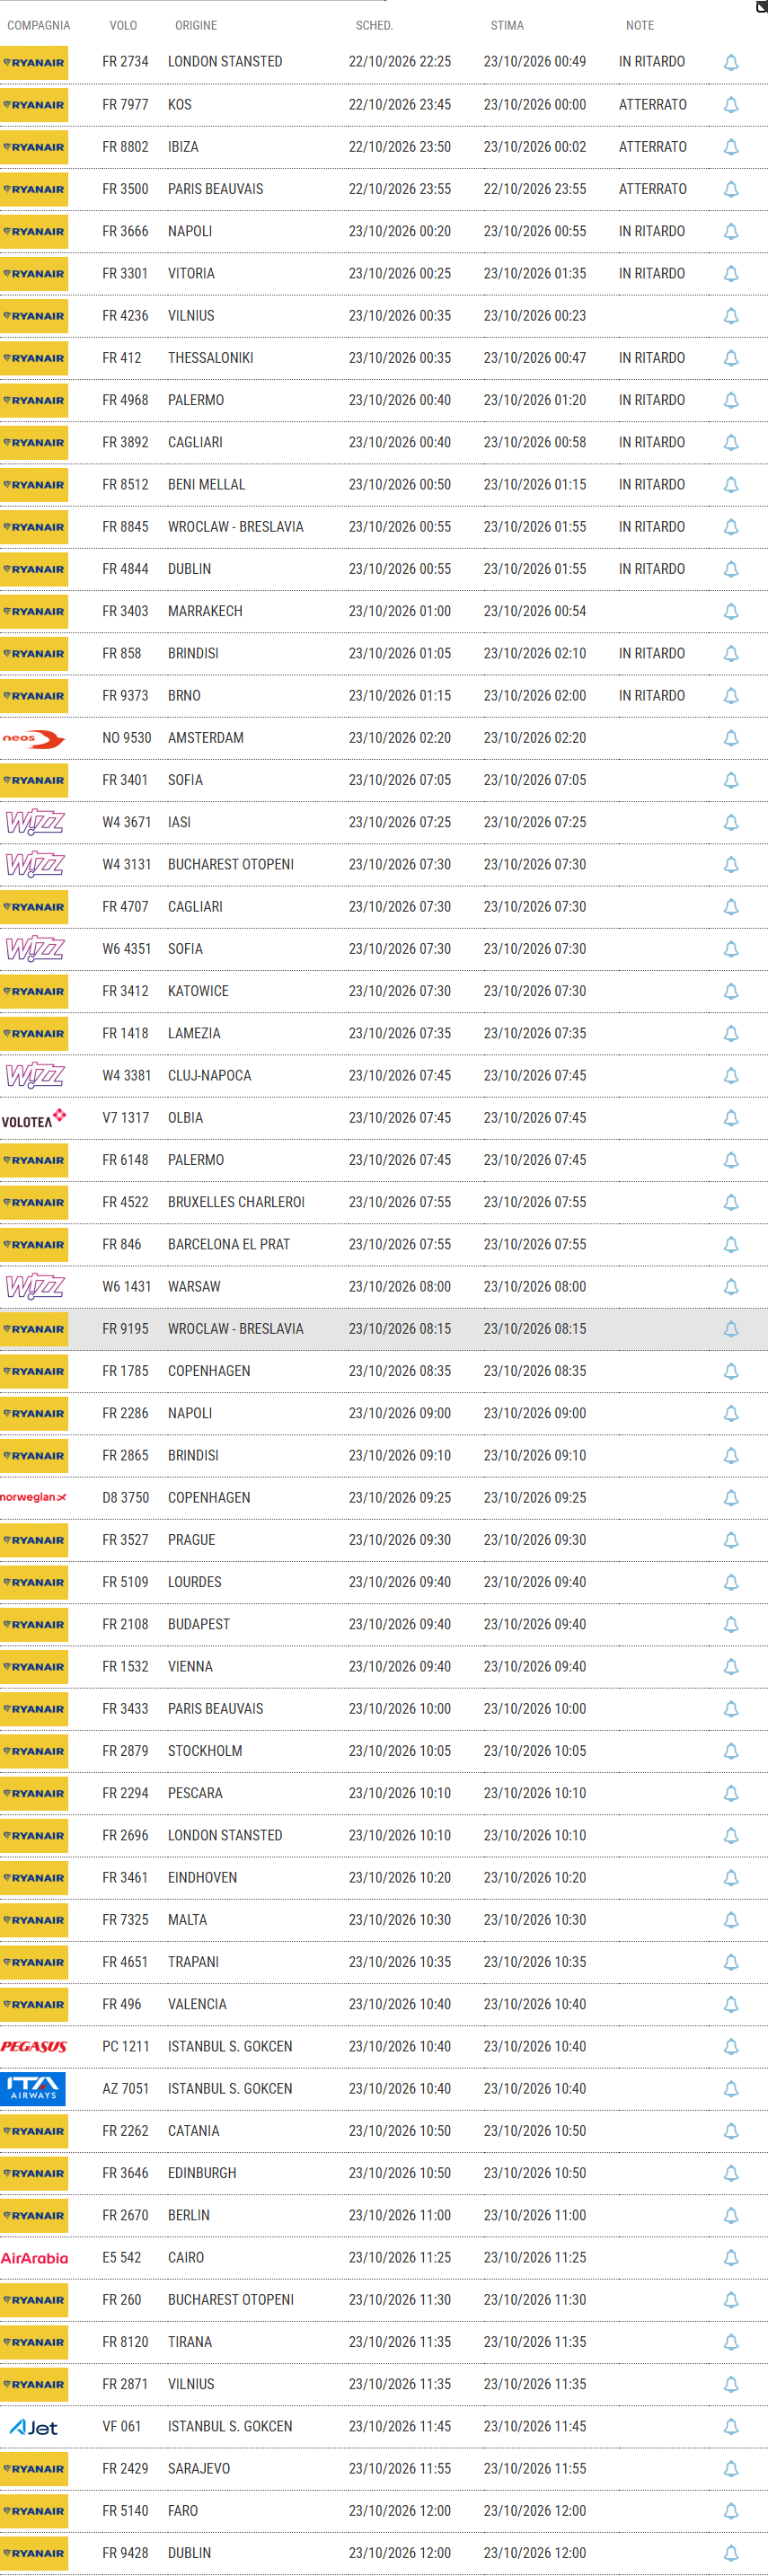 COMPAGNIA VOLO ORIGINE SCHED. STIMA NOTE
RYANAIR FR 2734 LONDON STANSTED 22/10/2026 22:25 23/10/2026 00:49 IN RITARDO
RYANAIR FR 7977 KOS 22/10/2026 23:45 23/10/2026 00:00 ATTERRATO
RYANAIR FR 8802 IBIZA 22/10/2026 23:50 23/10/2026 00:02 ATTERRATO
RYANAIR FR 3500 PARIS BEAUVAIS 22/10/2026 23:55 22/10/2026 23:55 ATTERRATO
RYANAIR FR 3666 NAPOLI 23/10/2026 00:20 23/10/2026 00:55 IN RITARDO
RYANAIR FR 3301 VITORIA 23/10/2026 00:25 23/10/2026 01:35 IN RITARDO
RYANAIR FR 4236 VILNIUS 23/10/2026 00:35 23/10/2026 00:23
RYANAIR FR 412 THESSALONIKI 23/10/2026 00:35 23/10/2026 00:47 IN RITARDO
RYANAIR FR 4968 PALERMO 23/10/2026 00:40 23/10/2026 01:20 IN RITARDO
RYANAIR FR 3892 CAGLIARI 23/10/2026 00:40 23/10/2026 00:58 IN RITARDO
RYANAIR FR 8512 BENI MELLAL 23/10/2026 00:50 23/10/2026 01:15 IN RITARDO
RYANAIR FR 8845 WROCLAW - BRESLAVIA 23/10/2026 00:55 23/10/2026 01:55 IN RITARDO
RYANAIR FR 4844 DUBLIN 23/10/2026 00:55 23/10/2026 01:55 IN RITARDO
RYANAIR FR 3403 MARRAKECH 23/10/2026 01:00 23/10/2026 00:54
RYANAIR FR 858 BRINDISI 23/10/2026 01:05 23/10/2026 02:10 IN RITARDO
RYANAIR FR 9373 BRNO 23/10/2026 01:15 23/10/2026 02:00 IN RITARDO
neos NO 9530 AMSTERDAM 23/10/2026 02:20 23/10/2026 02:20
RYANAIR FR 3401 SOFIA 23/10/2026 07:05 23/10/2026 07:05
Wizz W4 3671 IASI 23/10/2026 07:25 23/10/2026 07:25
Wizz W4 3131 BUCHAREST OTOPENI 23/10/2026 07:30 23/10/2026 07:30
RYANAIR FR 4707 CAGLIARI 23/10/2026 07:30 23/10/2026 07:30
Wizz W6 4351 SOFIA 23/10/2026 07:30 23/10/2026 07:30
RYANAIR FR 3412 KATOWICE 23/10/2026 07:30 23/10/2026 07:30
RYANAIR FR 1418 LAMEZIA 23/10/2026 07:35 23/10/2026 07:35
Wizz W4 3381 CLUJ-NAPOCA 23/10/2026 07:45 23/10/2026 07:45
VOLOTEA V7 1317 OLBIA 23/10/2026 07:45 23/10/2026 07:45
RYANAIR FR 6148 PALERMO 23/10/2026 07:45 23/10/2026 07:45
RYANAIR FR 4522 BRUXELLES CHARLEROI 23/10/2026 07:55 23/10/2026 07:55
RYANAIR FR 846 BARCELONA EL PRAT 23/10/2026 07:55 23/10/2026 07:55
Wizz W6 1431 WARSAW 23/10/2026 08:00 23/10/2026 08:00
RYANAIR FR 9195 WROCLAW - BRESLAVIA 23/10/2026 08:15 23/10/2026 08:15
RYANAIR FR 1785 COPENHAGEN 23/10/2026 08:35 23/10/2026 08:35
RYANAIR FR 2286 NAPOLI 23/10/2026 09:00 23/10/2026 09:00
RYANAIR FR 2865 BRINDISI 23/10/2026 09:10 23/10/2026 09:10
norwegian D8 3750 COPENHAGEN 23/10/2026 09:25 23/10/2026 09:25
RYANAIR FR 3527 PRAGUE 23/10/2026 09:30 23/10/2026 09:30
RYANAIR FR 5109 LOURDES 23/10/2026 09:40 23/10/2026 09:40
RYANAIR FR 2108 BUDAPEST 23/10/2026 09:40 23/10/2026 09:40
RYANAIR FR 1532 VIENNA 23/10/2026 09:40 23/10/2026 09:40
RYANAIR FR 3433 PARIS BEAUVAIS 23/10/2026 10:00 23/10/2026 10:00
RYANAIR FR 2879 STOCKHOLM 23/10/2026 10:05 23/10/2026 10:05
RYANAIR FR 2294 PESCARA 23/10/2026 10:10 23/10/2026 10:10
RYANAIR FR 2696 LONDON STANSTED 23/10/2026 10:10 23/10/2026 10:10
RYANAIR FR 3461 EINDHOVEN 23/10/2026 10:20 23/10/2026 10:20
RYANAIR FR 7325 MALTA 23/10/2026 10:30 23/10/2026 10:30
RYANAIR FR 4651 TRAPANI 23/10/2026 10:35 23/10/2026 10:35
RYANAIR FR 496 VALENCIA 23/10/2026 10:40 23/10/2026 10:40
PEGASUS PC 1211 ISTANBUL S. GOKCEN 23/10/2026 10:40 23/10/2026 10:40
ITA AIRWAYS AZ 7051 ISTANBUL S. GOKCEN 23/10/2026 10:40 23/10/2026 10:40
RYANAIR FR 2262 CATANIA 23/10/2026 10:50 23/10/2026 10:50
RYANAIR FR 3646 EDINBURGH 23/10/2026 10:50 23/10/2026 10:50
RYANAIR FR 2670 BERLIN 23/10/2026 11:00 23/10/2026 11:00
AirArabia E5 542 CAIRO 23/10/2026 11:25 23/10/2026 11:25
RYANAIR FR 260 BUCHAREST OTOPENI 23/10/2026 11:30 23/10/2026 11:30
RYANAIR FR 8120 TIRANA 23/10/2026 11:35 23/10/2026 11:35
RYANAIR FR 2871 VILNIUS 23/10/2026 11:35 23/10/2026 11:35
AJet VF 061 ISTANBUL S. GOKCEN 23/10/2026 11:45 23/10/2026 11:45
RYANAIR FR 2429 SARAJEVO 23/10/2026 11:55 23/10/2026 11:55
RYANAIR FR 5140 FARO 23/10/2026 12:00 23/10/2026 12:00
RYANAIR FR 9428 DUBLIN 23/10/2026 12:00 23/10/2026 12:00